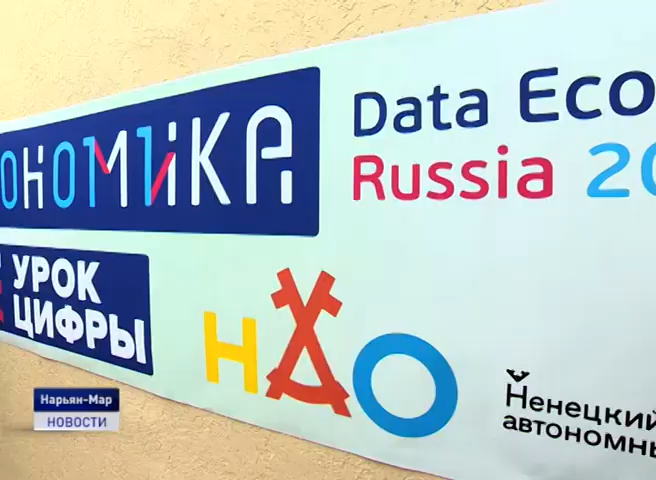 ономика
Data Eco
Russia 20
УРОК
ЦИФРЫ
НАО
Ненецкий
автономны
Нарьян-Мар
НОВОСТИ